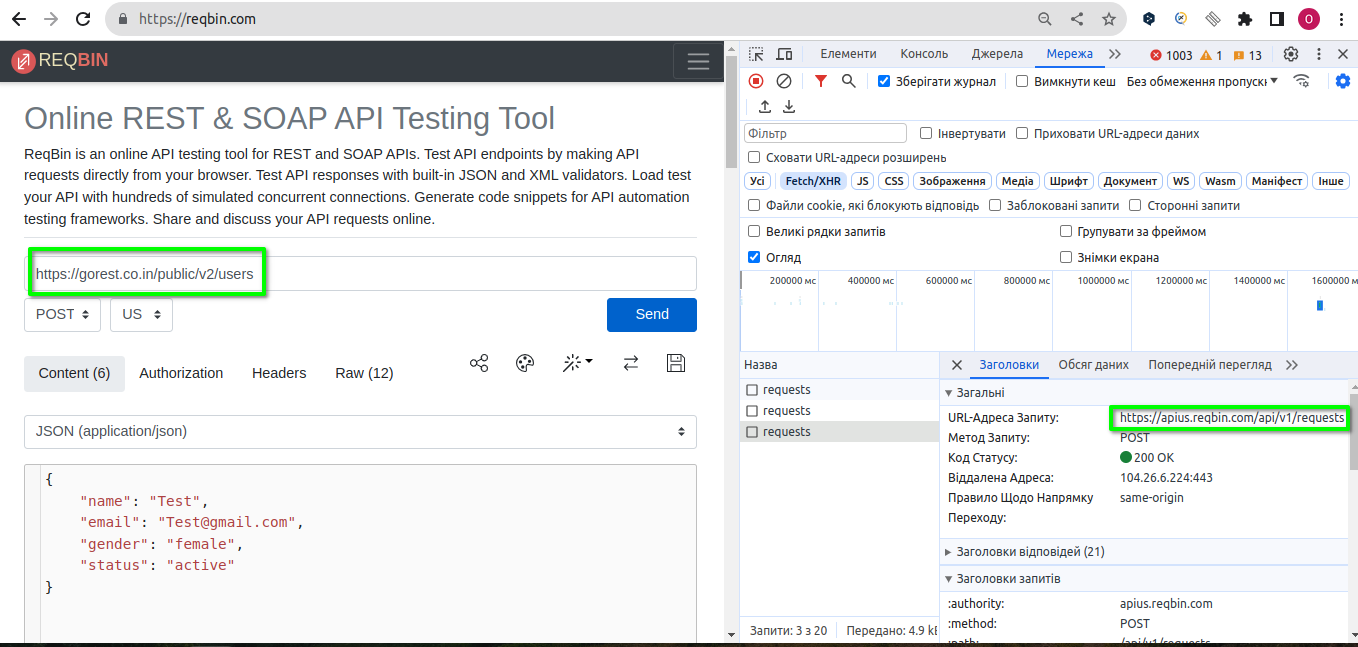 https://reqbin.com
O
REQBIN
Online REST & SOAP API Testing Tool
ReqBin is an online API testing tool for REST and SOAP APIs. Test API endpoints by making API
requests directly from your browser. Test API responses with built-in JSON and XML validators. Load test
your API with hundreds of simulated concurrent connections. Generate code snippets for API automation
testing frameworks. Share and discuss your API requests online.
https://gorest.co.in/public/v2/users
POST US Send
Content (6) Authorization Headers Raw (12)
JSON (application/json)
{
"name": "Test",
"email": "Test@gmail.com",
"gender": "female",
"status": "active"
}
Елементи Консоль Джерела Мережа 1003 1 13
Зберігати журнал Вимкнути кеш Без обмеження пропуск
Фільтр Інвертувати Приховати URL-адреси даних
Сховати URL-адреси розширень
Усі Fetch/XHR JS CSS Зображення Медіа Шрифт Документ WS Wasm Маніфест Інше
Файли cookie, які блокують відповідь Заблоковані запити Сторонні запити
Великі рядки запитів Групувати за фреймом
Огляд Знімки екрана
200000 мс 400000 мс 600000 мс 800000 мс 1000000 мс 1200000 мс 1400000 мс 1600000 м
Назва
requests
requests
requests
Запити: 3 з 20 Передано: 4.9 kB
Заголовки Обсяг даних Попередній перегляд
Загальні
URL-Адреса Запиту: https://apius.reqbin.com/api/v1/requests
Метод Запиту: POST
Код Статусу: 200 OK
Віддалена Адреса: 104.26.6.224:443
Правило Щодо Напрямку same-origin
Переходу:
Заголовки відповідей (21)
Заголовки запитів
:authority: apius.reqbin.com
:method: POST
:path: /api/v1/requests